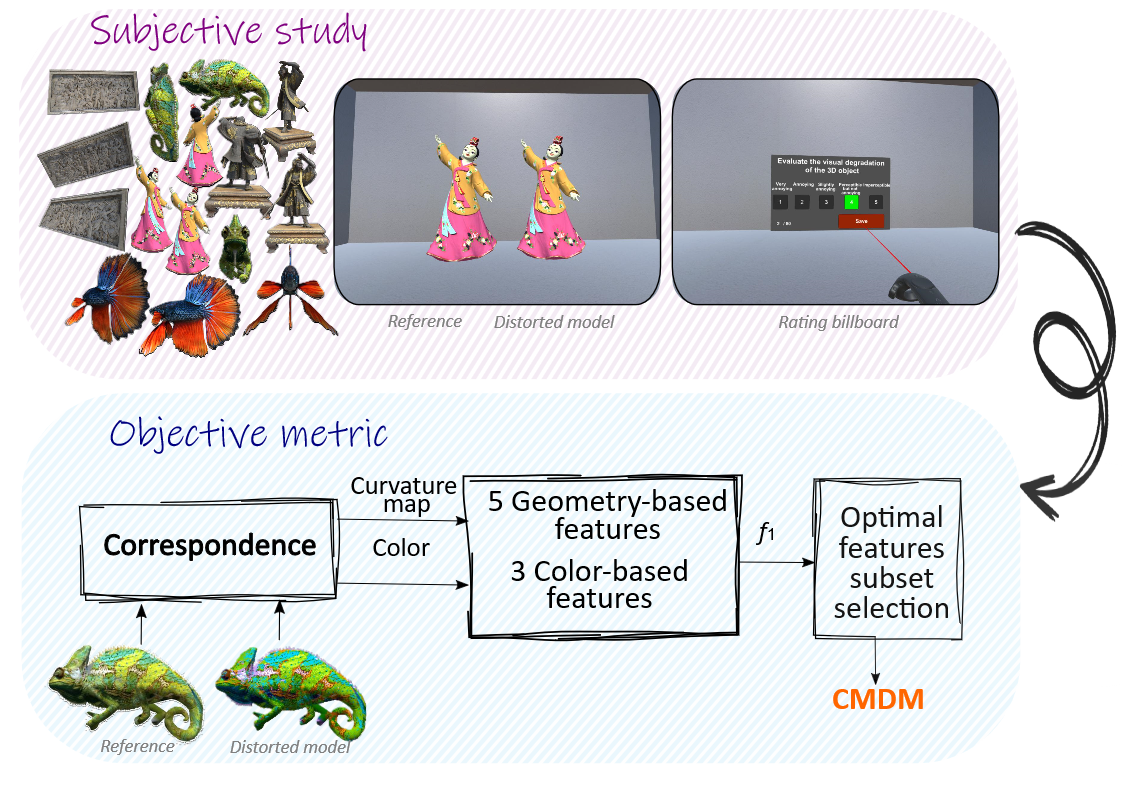 Subjective study
Evaluate the visual degradation
of the 3D object
Very annoying
Annoying
Slightly annoying
Perceptible but not annoying
Imperceptible
1 2 3 4 5
Save
Reference
Distorted model
Rating billboard
Objective metric
Correspondence
Curvature
map
Color
5 Geometry-based
features
3 Color-based
features
f1
Optimal
features
subset
selection
CMDM
Reference
Distorted model